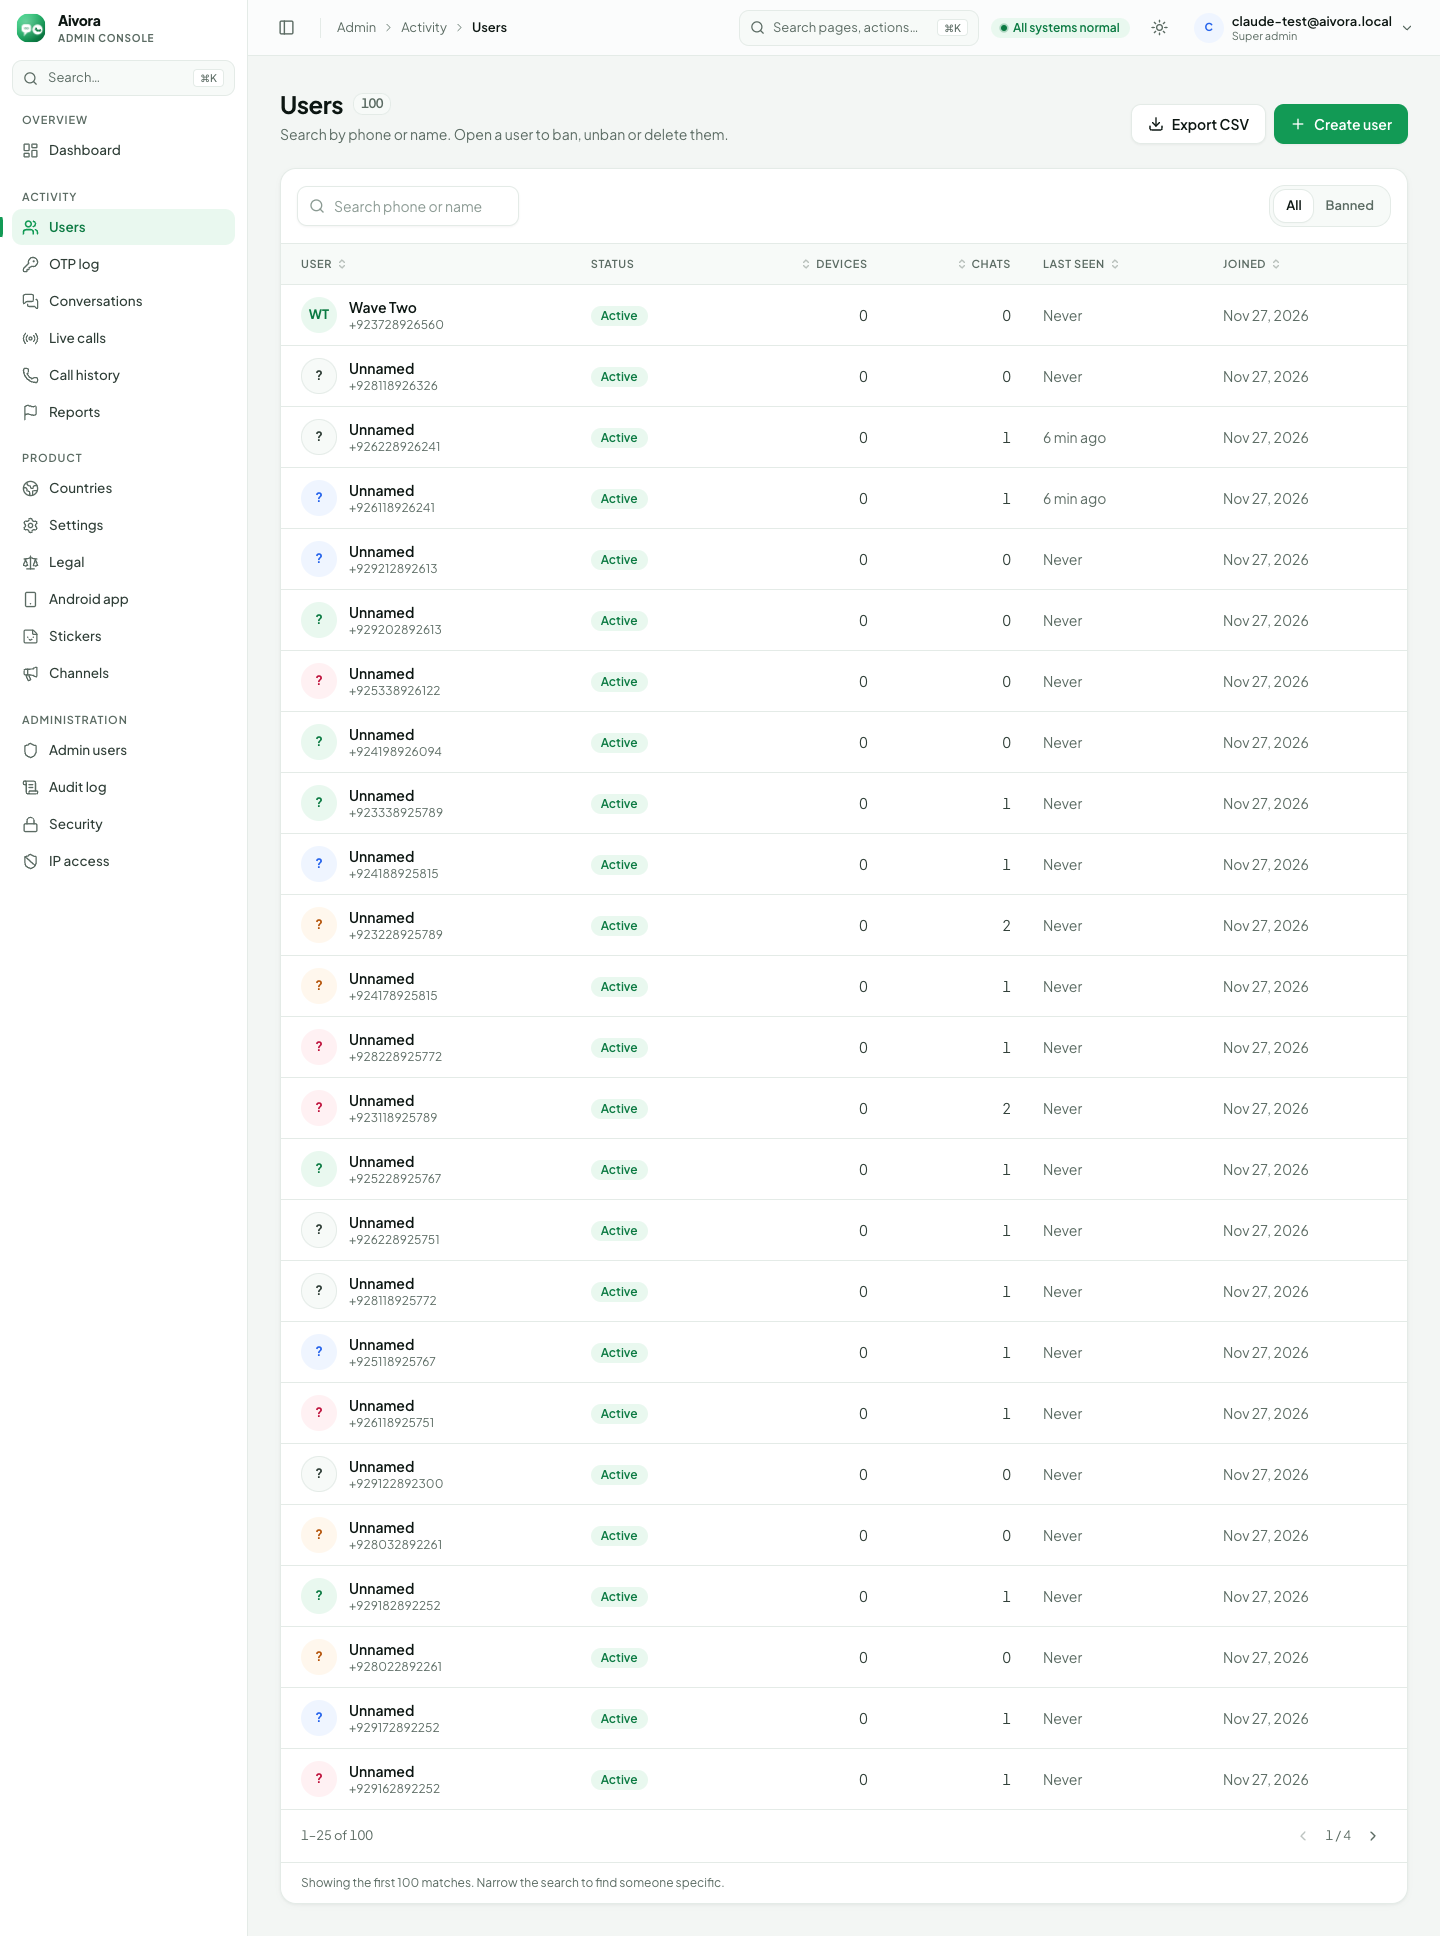 Aivora
ADMIN CONSOLE
Search...
⌘K
OVERVIEW
Dashboard
ACTIVITY
Users
OTP log
Conversations
Live calls
Call history
Reports
PRODUCT
Countries
Settings
Legal
Android app
Stickers
Channels
ADMINISTRATION
Admin users
Audit log
Security
IP access
Admin > Activity > Users
Search pages, actions...
⌘K
All systems normal
C
claude-test@aivora.local
Super admin
Users 100
Search by phone or name. Open a user to ban, unban or delete them.
Export CSV
Create user
Search phone or name
All Banned
USER STATUS DEVICES CHATS LAST SEEN JOINED
WT Wave Two Active 0 0 Never Nov 27, 2026
+923728926560
? Unnamed Active 0 0 Never Nov 27, 2026
+928118926326
? Unnamed Active 0 1 6 min ago Nov 27, 2026
+926228926241
? Unnamed Active 0 1 6 min ago Nov 27, 2026
+926118926241
? Unnamed Active 0 0 Never Nov 27, 2026
+929212892613
? Unnamed Active 0 0 Never Nov 27, 2026
+929202892613
? Unnamed Active 0 0 Never Nov 27, 2026
+925338926122
? Unnamed Active 0 0 Never Nov 27, 2026
+924198926094
? Unnamed Active 0 1 Never Nov 27, 2026
+923338925789
? Unnamed Active 0 1 Never Nov 27, 2026
+924188925815
? Unnamed Active 0 2 Never Nov 27, 2026
+923228925789
? Unnamed Active 0 1 Never Nov 27, 2026
+924178925815
? Unnamed Active 0 1 Never Nov 27, 2026
+928228925772
? Unnamed Active 0 2 Never Nov 27, 2026
+923118925789
? Unnamed Active 0 1 Never Nov 27, 2026
+925228925767
? Unnamed Active 0 1 Never Nov 27, 2026
+926228925751
? Unnamed Active 0 1 Never Nov 27, 2026
+928118925772
? Unnamed Active 0 1 Never Nov 27, 2026
+925118925767
? Unnamed Active 0 1 Never Nov 27, 2026
+926118925751
? Unnamed Active 0 0 Never Nov 27, 2026
+929122892300
? Unnamed Active 0 0 Never Nov 27, 2026
+928032892261
? Unnamed Active 0 1 Never Nov 27, 2026
+929182892252
? Unnamed Active 0 0 Never Nov 27, 2026
+928022892261
? Unnamed Active 0 1 Never Nov 27, 2026
+929172892252
? Unnamed Active 0 1 Never Nov 27, 2026
+929162892252
1–25 of 100
1 / 4
Showing the first 100 matches. Narrow the search to find someone specific.